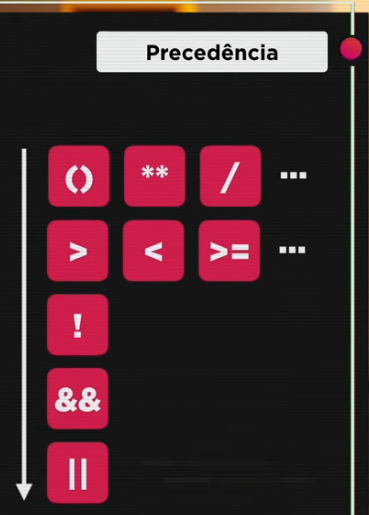 Precedência
() ** / ...
> < >= ...
!
&&
||